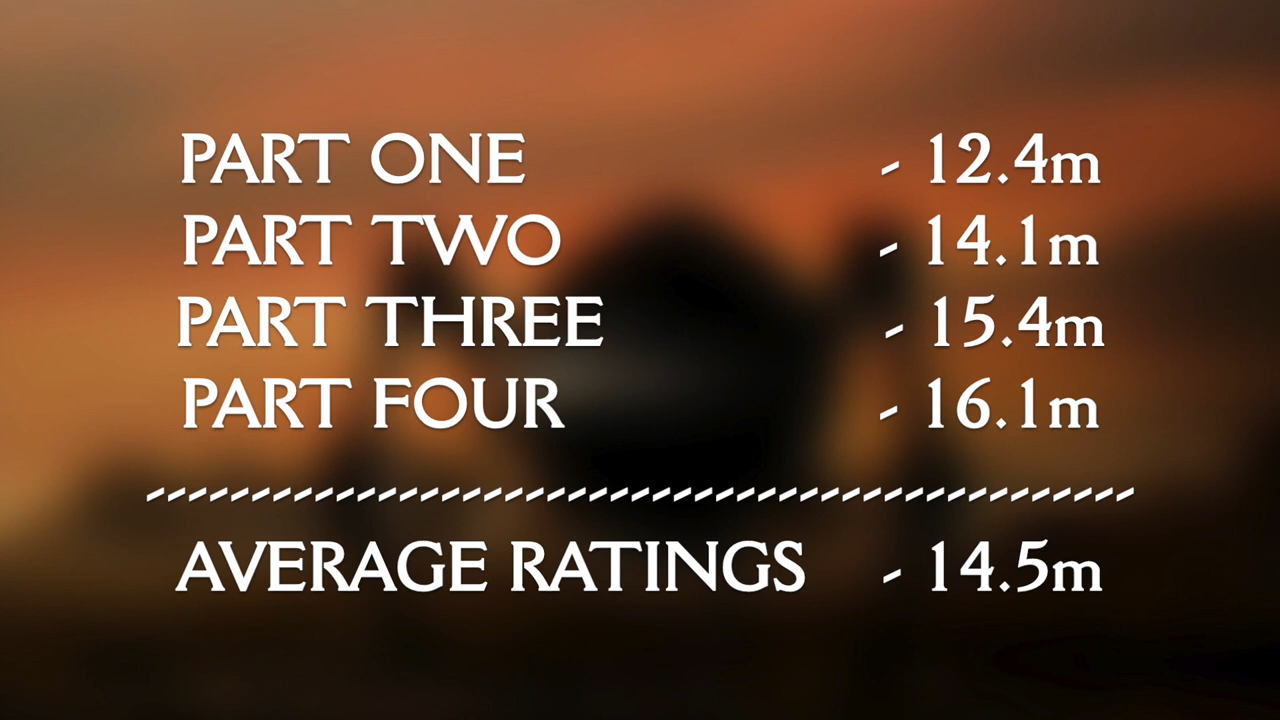 PART ONE - 12.4m
PART TWO - 14.1m
PART THREE - 15.4m
PART FOUR - 16.1m
-----------------------------------------------
AVERAGE RATINGS - 14.5m